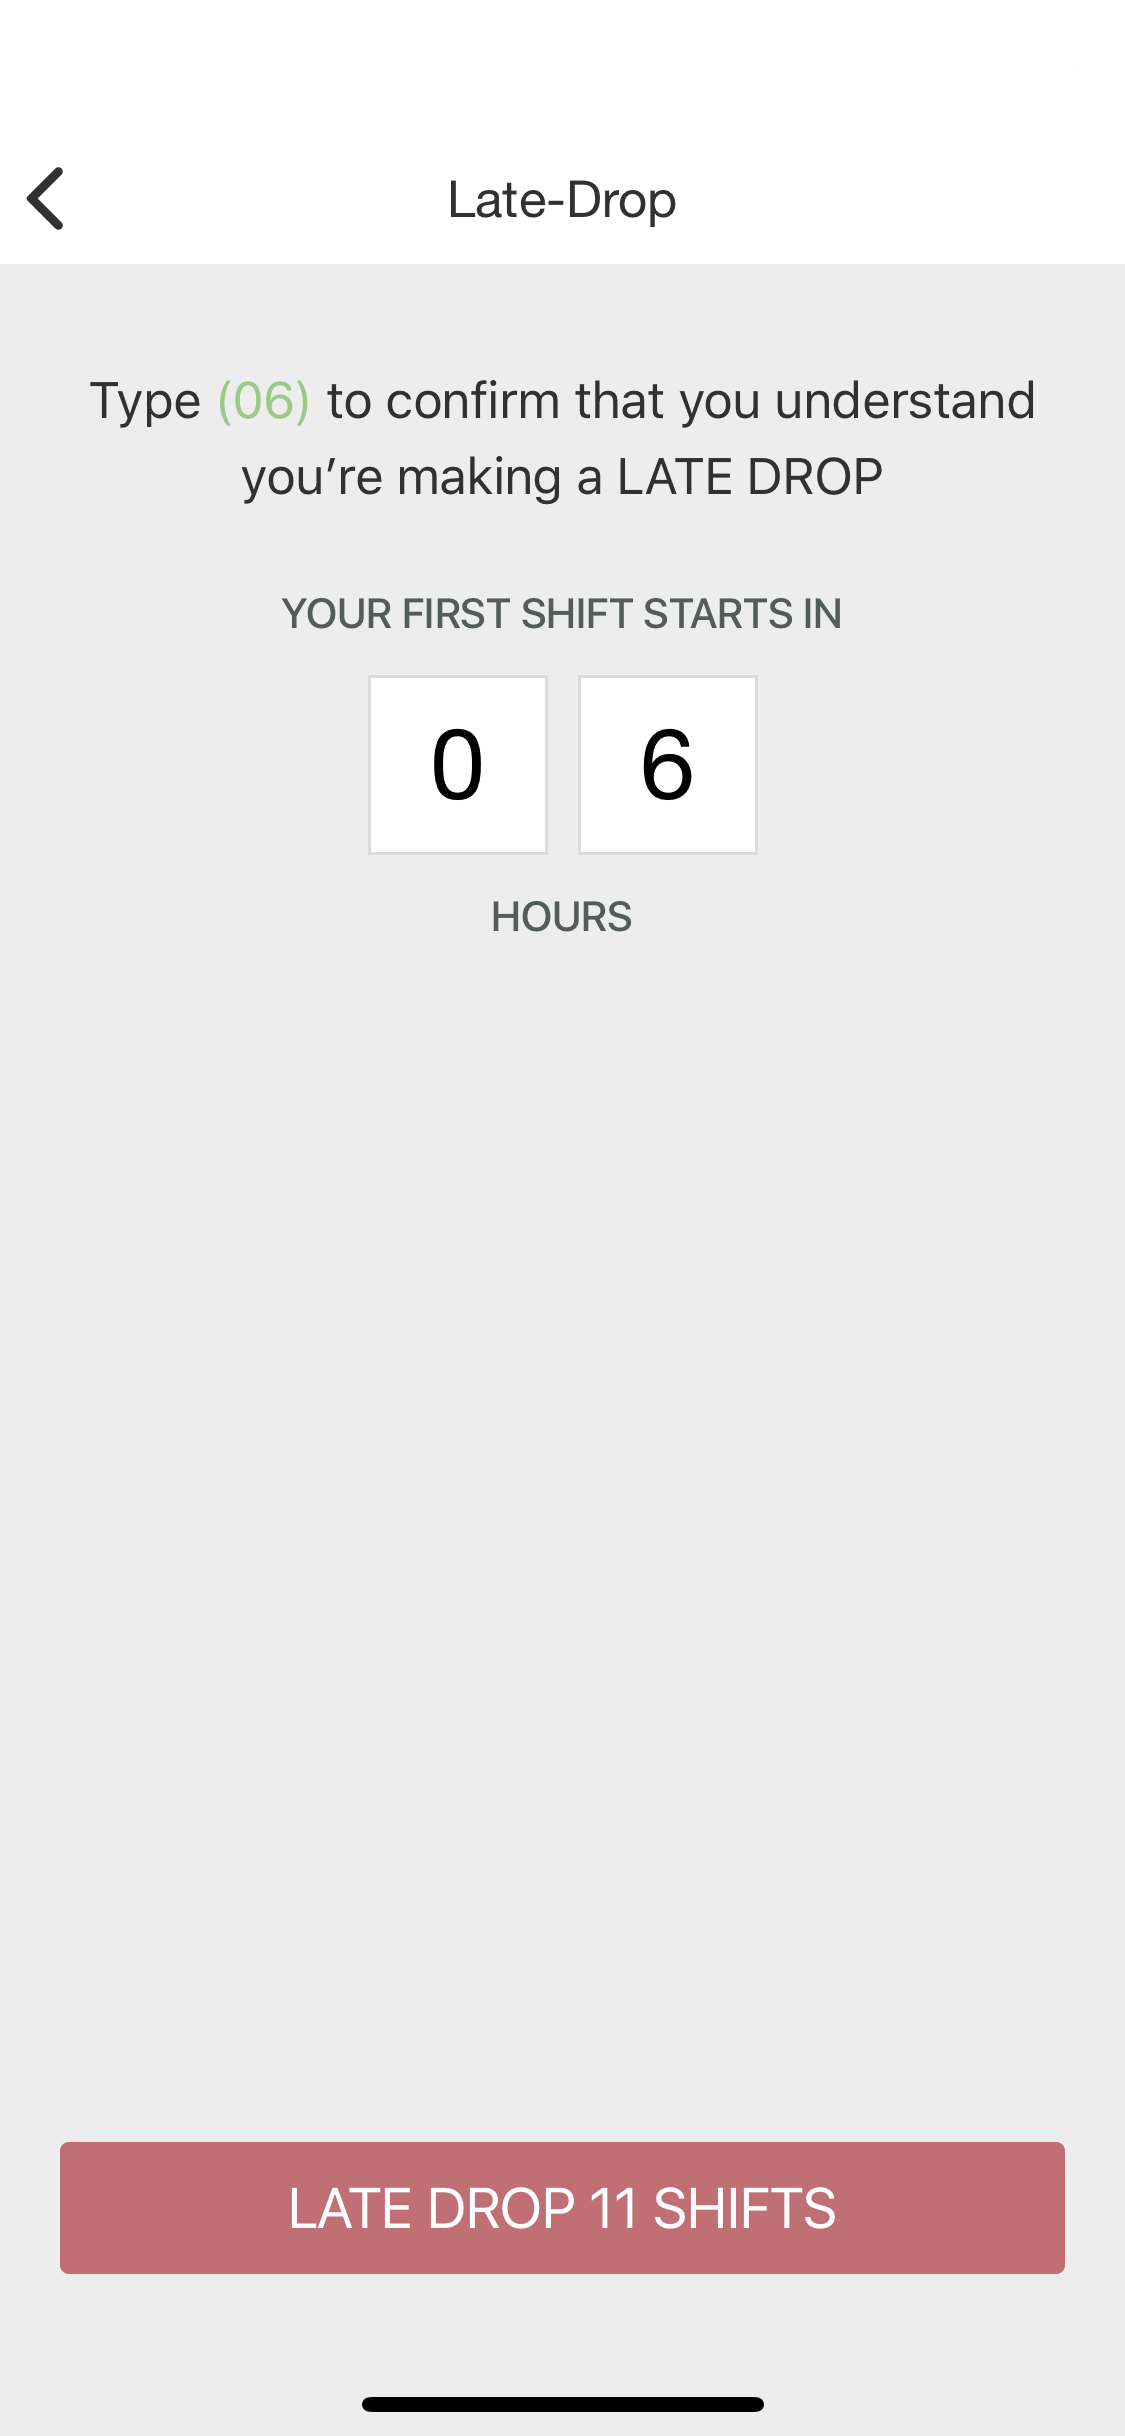 Late-Drop
Type (06) to confirm that you understand
you’re making a LATE DROP
YOUR FIRST SHIFT STARTS IN
0 6
HOURS
LATE DROP 11 SHIFTS